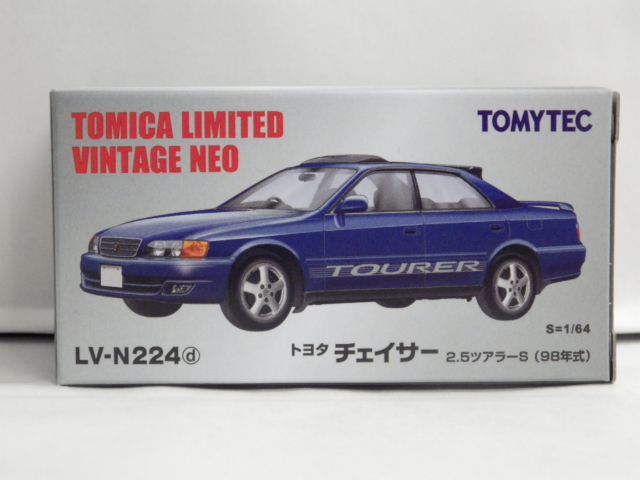 TOMICA LIMITED
VINTAGE NEO
TOMYTEC
TOURER
S=1/64
LV-N224ⓓ
トヨタ チェイサー 2.5ツアラーS (98年式)